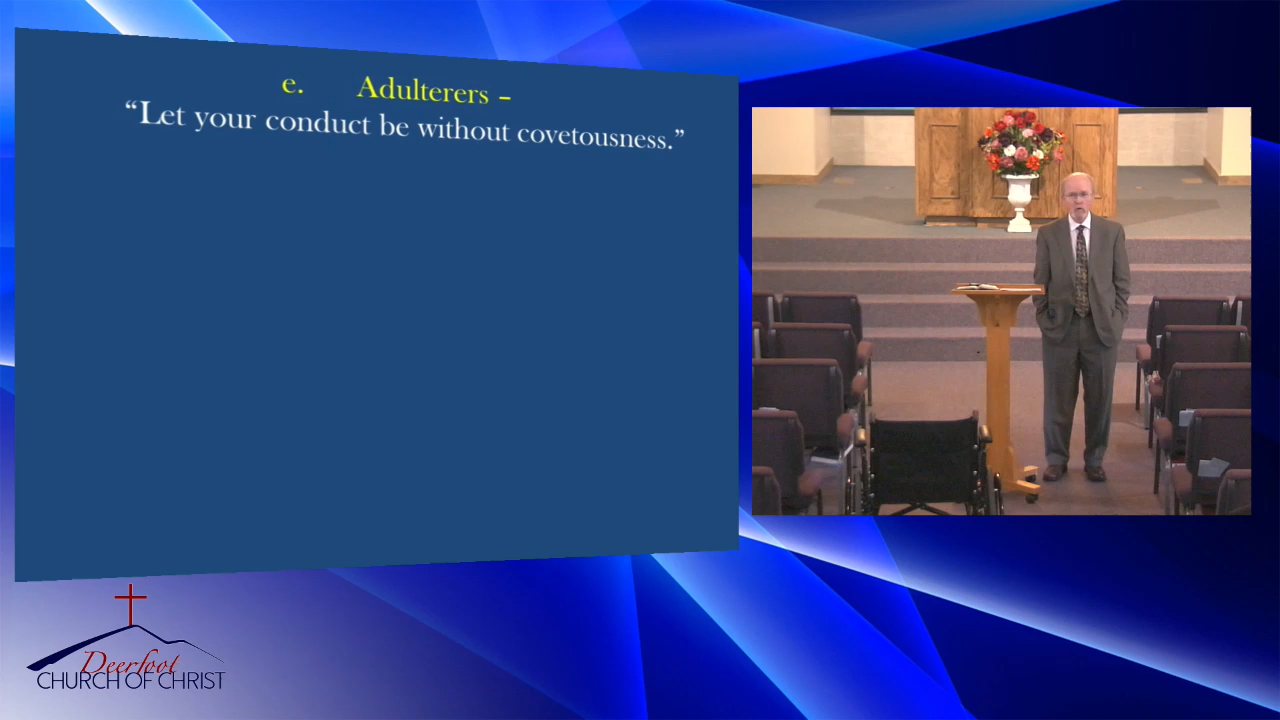 e. Adulterers –
“Let your conduct be without covetousness.”
Deerfoot
CHURCH OF CHRIST